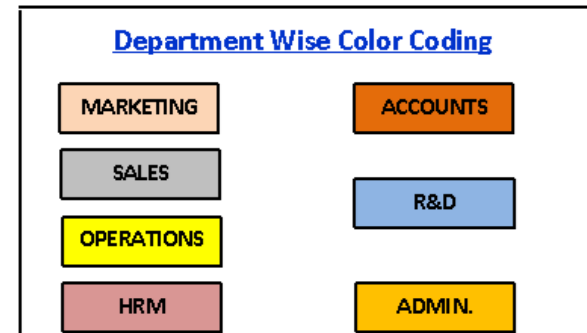 Department Wise Color Coding
MARKETING
ACCOUNTS
SALES
R&D
OPERATIONS
HRM
ADMIN.